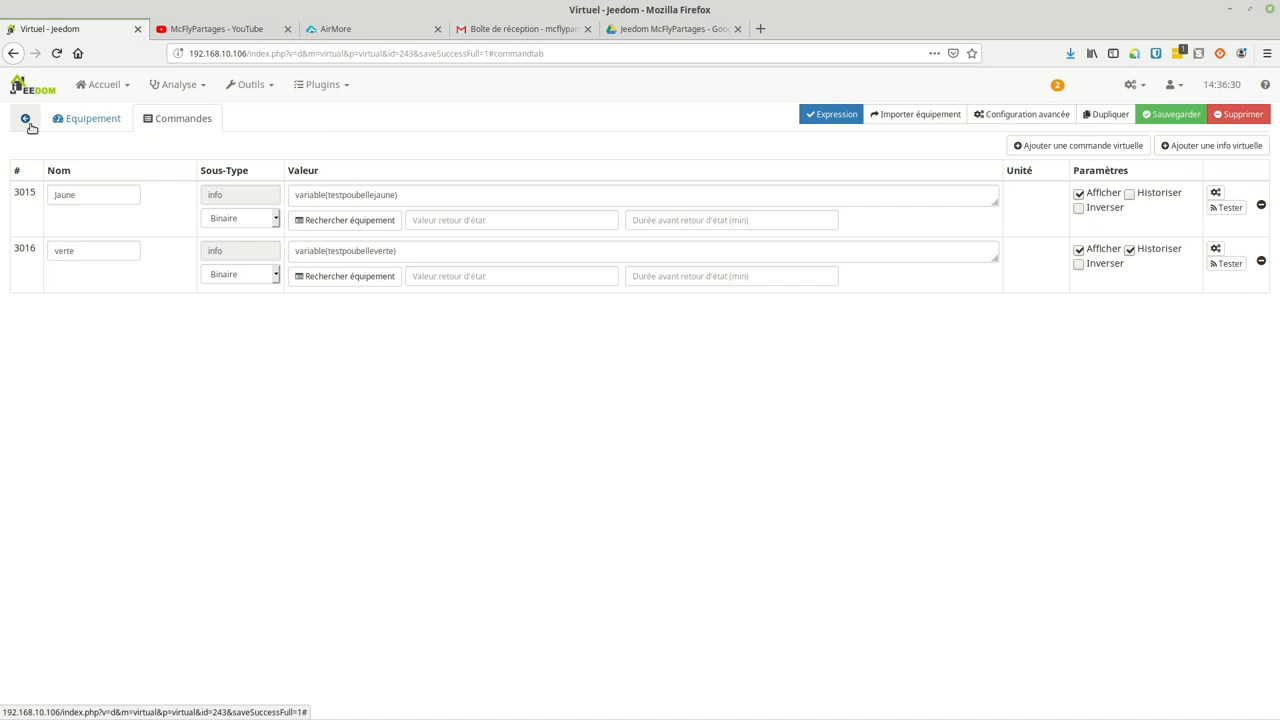 Virtuel - Jeedom - Mozilla Firefox
Virtuel - Jeedom
McFlyPartages - YouTube
AirMore
Boîte de réception - mcflypar
Jeedom McFlyPartages - Goo
192.168.10.106/index.php?v=d&m=virtual&p=virtual&id=243&saveSuccessFull=1#commandtab
1
JEEDOM
Accueil
Analyse
Outils
Plugins
2
14:36:30
Equipement
Commandes
Expression
Importer équipement
Configuration avancée
Dupliquer
Sauvegarder
Supprimer
Ajouter une commande virtuelle
Ajouter une info virtuelle
# Nom Sous-Type Valeur Unité Paramètres
3015 Jaune info variable(testpoubellejaune) Afficher Historiser
Binaire Rechercher équipement Valeur retour d'état Durée avant retour d'état (min) Inverser Tester
3016 verte info variable(testpoubelleverte) Afficher Historiser
Binaire Rechercher équipement Valeur retour d'état Durée avant retour d'état (min) Inverser Tester
192.168.10.106/index.php?v=d&m=virtual&p=virtual&id=243&saveSuccessFull=1#